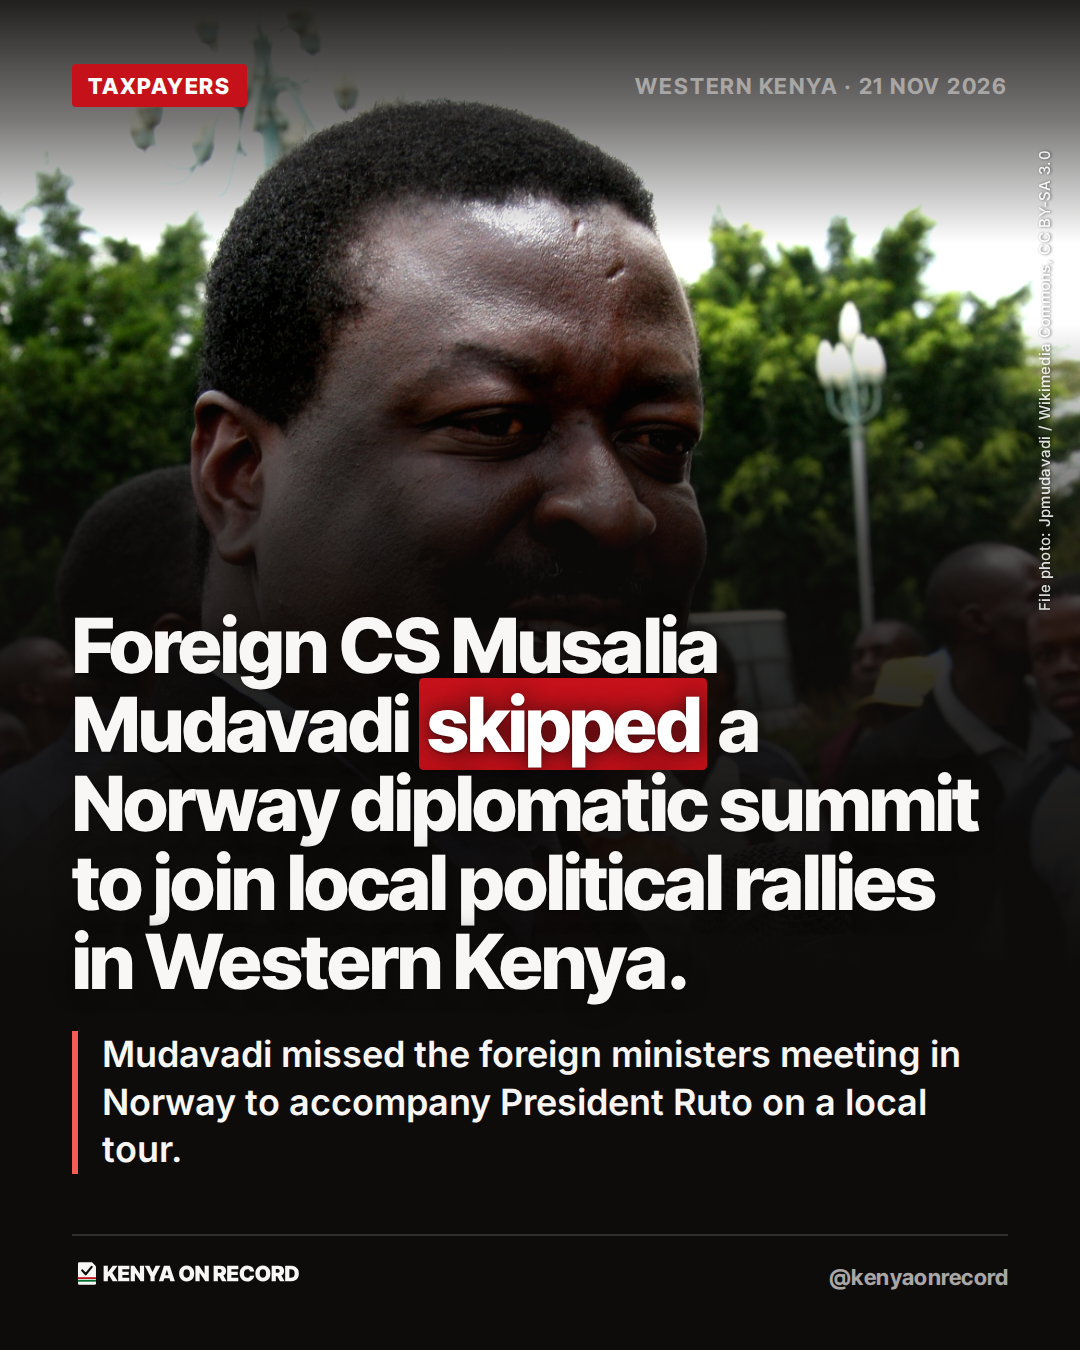 TAXPAYERS
WESTERN KENYA · 21 NOV 2026
File photo: Jpmudavadi / Wikimedia Commons, CC BY-SA 3.0
Foreign CS Musalia
Mudavadi skipped a
Norway diplomatic summit
to join local political rallies
in Western Kenya.
Mudavadi missed the foreign ministers meeting in
Norway to accompany President Ruto on a local
tour.
KENYA ON RECORD
@kenyaonrecord